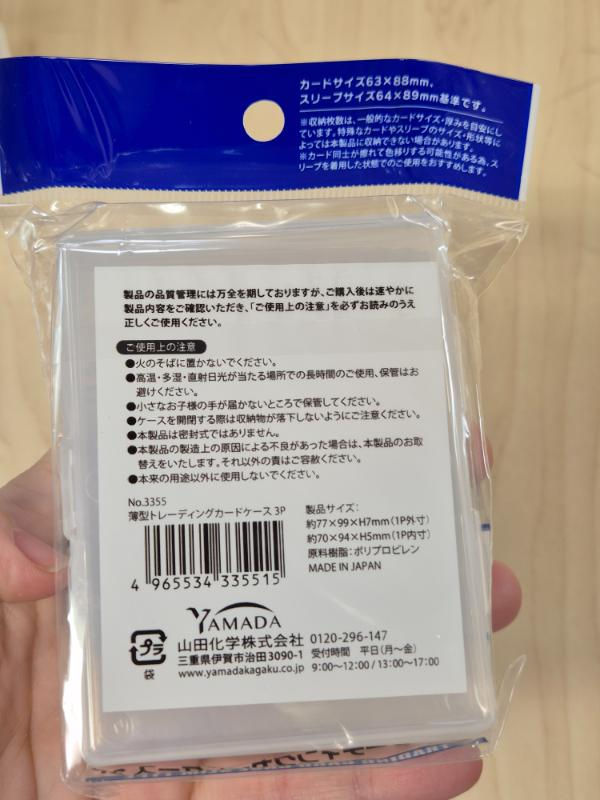 カードサイズ63×88mm、
スリーブサイズ64×89mm基準です。
※収納枚数は、一般的なカードサイズ・厚みを目安にし
ています。特殊なカードやスリーブのサイズ・形状等に
よっては本製品に収納できない場合があります。
※カード同士が擦れて色移りする可能性がある為、ス
リーブを着用した状態でのご使用をおすすめします。
製品の品質管理には万全を期しておりますが、ご購入後は速やかに
製品内容をご確認いただき、「ご使用上の注意」を必ずお読みのうえ
正しくご使用ください。
ご使用上の注意
●火のそばに置かないでください。
●高温・多湿・直射日光が当たる場所での長時間のご使用、保管はお
避けください。
●小さなお子様の手が届かないところで保管してください。
●ケースを開閉する際は収納物が落下しないようにご注意ください。
●本製品は密封式ではありません。
●本製品の製造上の原因による不良があった場合は、本製品のお取
替えをいたします。それ以外の責はご容赦ください。
●本来の用途以外に使用しないでください。
No.3355
薄型トレーディングカードケース 3P
4 965534 335515
製品サイズ：
約77×99×H7mm(1P外寸)
約70×94×H5mm(1P内寸)
原料樹脂：ポリプロピレン
MADE IN JAPAN
YAMADA
プラ
袋
山田化学株式会社
三重県伊賀市治田3090-1
www.yamadakagaku.co.jp
0120-296-147
受付時間 平日(月〜金)
9:00〜12:00 / 13:00〜17:00